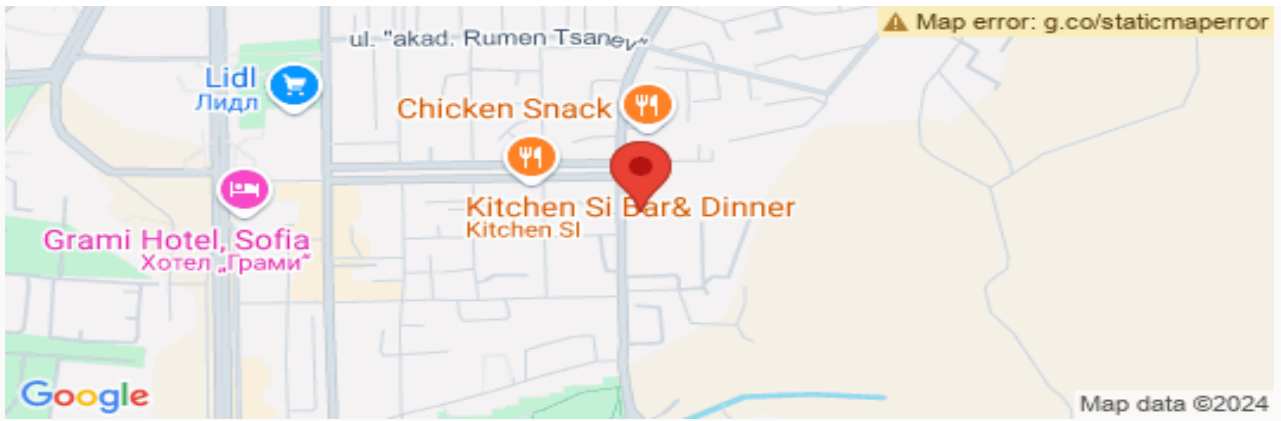 Map error: g.co/staticmaperror
ul. "akad. Rumen Tsanev"
Lidl
Лидл
Chicken Snack
Kitchen Si Bar& Dinner
Kitchen SI
Grami Hotel, Sofia
Хотел „Грами“
Google
Map data ©2024